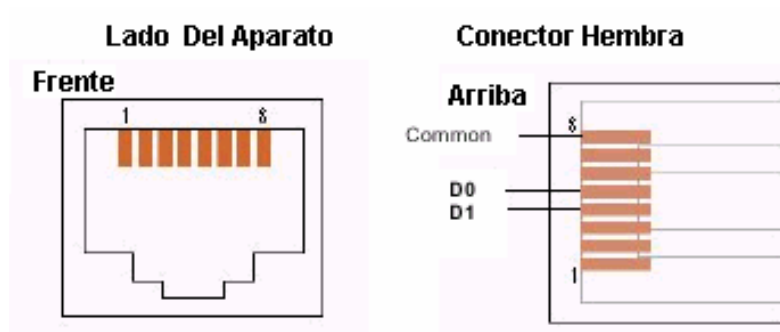 Lado Del Aparato
Conector Hembra
Frente
Arriba
1 8
8
Common
D0
D1
1